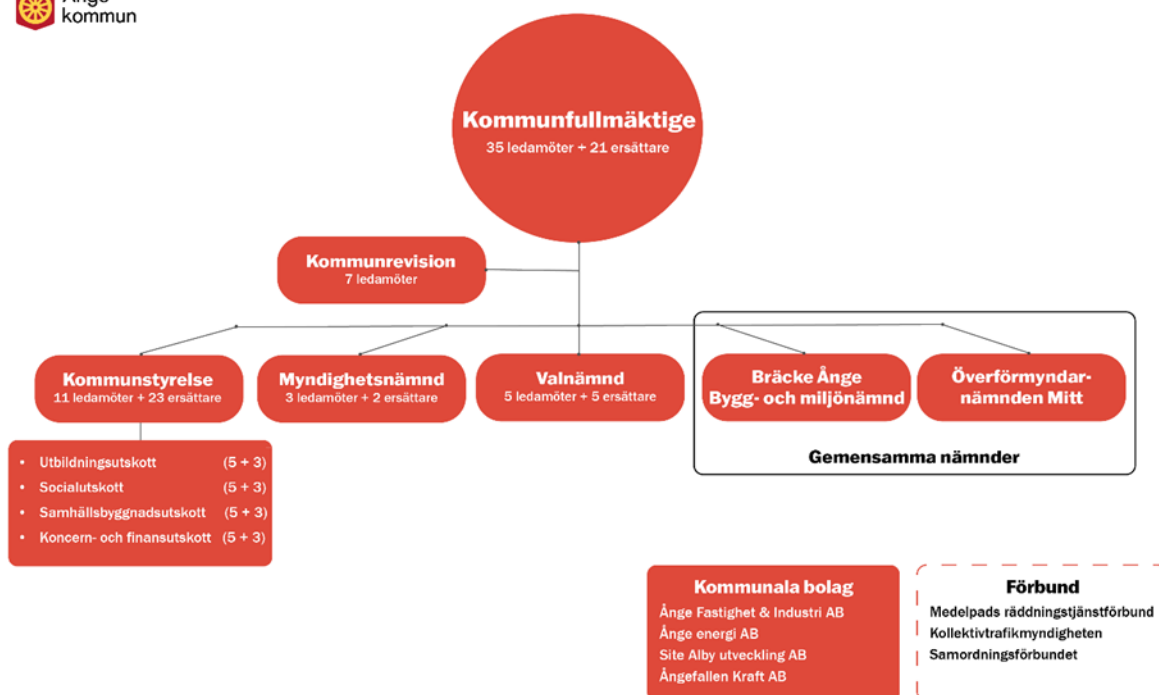 Ånge
kommun
Kommunfullmäktige
35 ledamöter + 21 ersättare
Kommunrevision
7 ledamöter
Kommunstyrelse
11 ledamöter + 23 ersättare
Myndighetsnämnd
3 ledamöter + 2 ersättare
Valnämnd
5 ledamöter + 5 ersättare
Bräcke Ånge
Bygg- och miljönämnd
Överförmyndar-
nämnden Mitt
Gemensamma nämnder
• Utbildningsutskott (5 + 3)
• Socialutskott (5 + 3)
• Samhällsbyggnadsutskott (5 + 3)
• Koncern- och finansutskott (5 + 3)
Kommunala bolag
Ånge Fastighet & Industri AB
Ånge energi AB
Site Alby utveckling AB
Ångefallen Kraft AB
Förbund
Medelpads räddningstjänstförbund
Kollektivtrafikmyndigheten
Samordningsförbundet